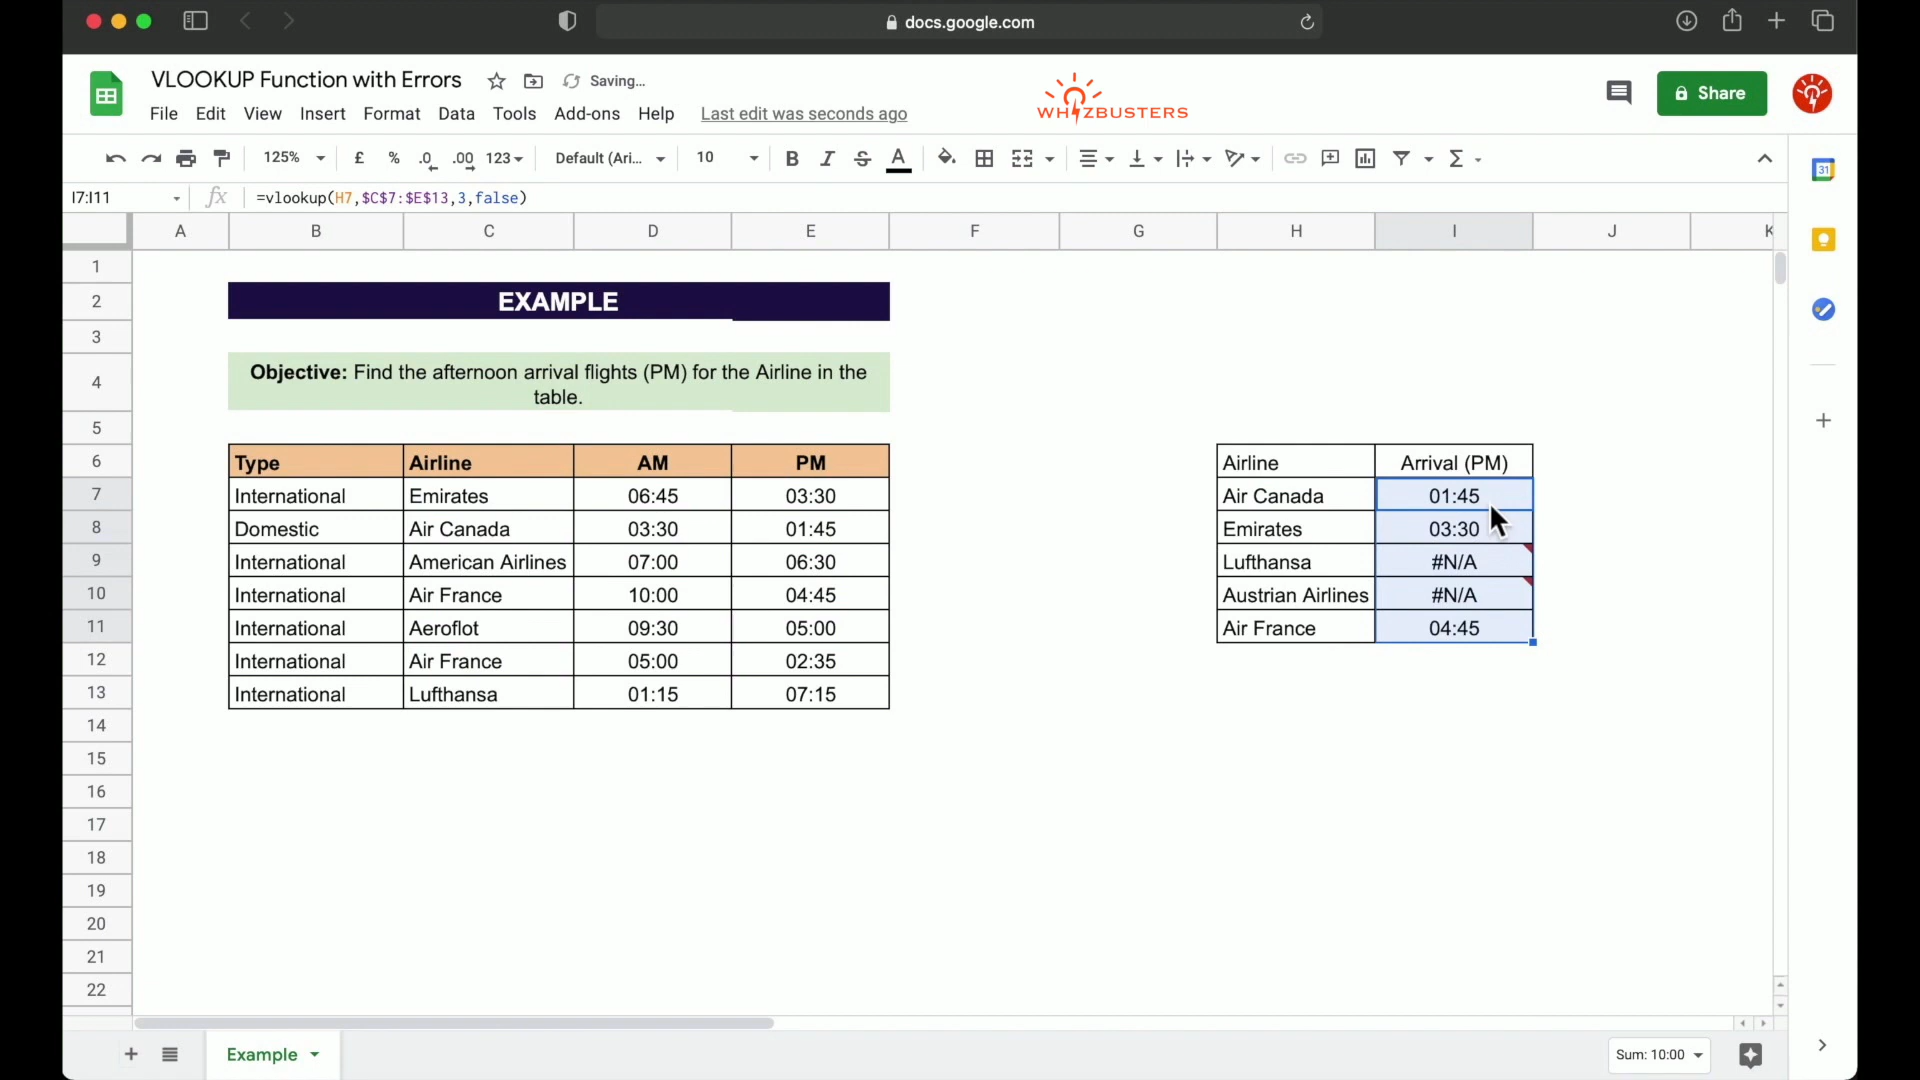 docs.google.com
VLOOKUP Function with Errors Saving...
WHIZBUSTERS
Share
File Edit View Insert Format Data Tools Add-ons Help Last edit was seconds ago
125% £ % .0 .00 123 Default (Ari... 10 B I S A Σ
31
I7:I11 fx =vlookup(H7,$C$7:$E$13,3,false)
A B C D E F G H I J K
1
2 EXAMPLE
3
4 Objective: Find the afternoon arrival flights (PM) for the Airline in the
table.
5
6 Type Airline AM PM Airline Arrival (PM)
7 International Emirates 06:45 03:30 Air Canada 01:45
8 Domestic Air Canada 03:30 01:45 Emirates 03:30
9 International American Airlines 07:00 06:30 Lufthansa #N/A
10 International Air France 10:00 04:45 Austrian Airlines #N/A
11 International Aeroflot 09:30 05:00 Air France 04:45
12 International Air France 05:00 02:35
13 International Lufthansa 01:15 07:15
14
15
16
17
18
19
20
21
22
Example Sum: 10:00